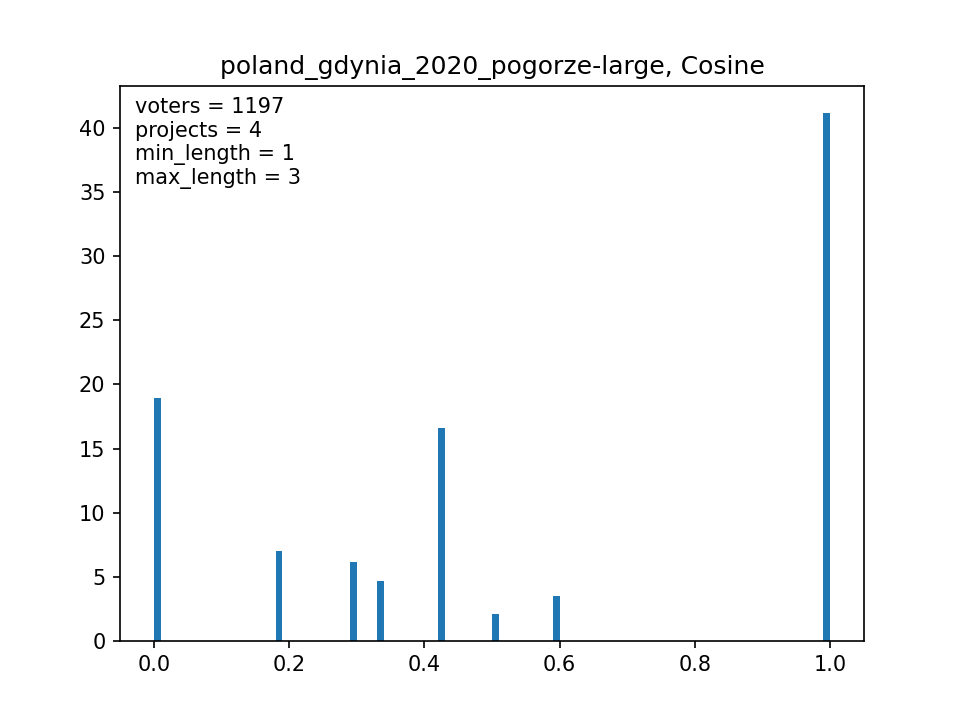 poland_gdynia_2020_pogorze-large, Cosine
voters = 1197
projects = 4
min_length = 1
max_length = 3
40
35
30
25
20
15
10
5
0
0.0 0.2 0.4 0.6 0.8 1.0